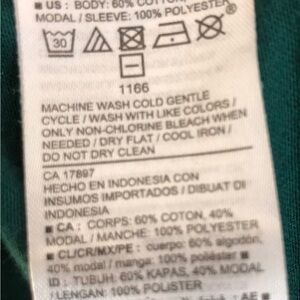 ■ US : BODY: 60% COTTON, 40%
MODAL / SLEEVE: 100% POLYESTER
30
1166
MACHINE WASH COLD GENTLE
CYCLE / WASH WITH LIKE COLORS /
ONLY NON-CHLORINE BLEACH WHEN
NEEDED / DRY FLAT / COOL IRON /
DO NOT DRY CLEAN
CA 17897
HECHO EN INDONESIA CON
INSUMOS IMPORTADOS / DIBUAT DI
INDONESIA
■ CA : CORPS: 60% COTON, 40%
MODAL / MANCHE: 100% POLYESTER
■ CL/CR/MX/PE : cuerpo: 60% algodón,
40% modal / manga: 100% poliéster ■
ID : TUBUH: 60% KAPAS, 40% MODAL
/ LENGAN: 100% POLISTER
AE ■